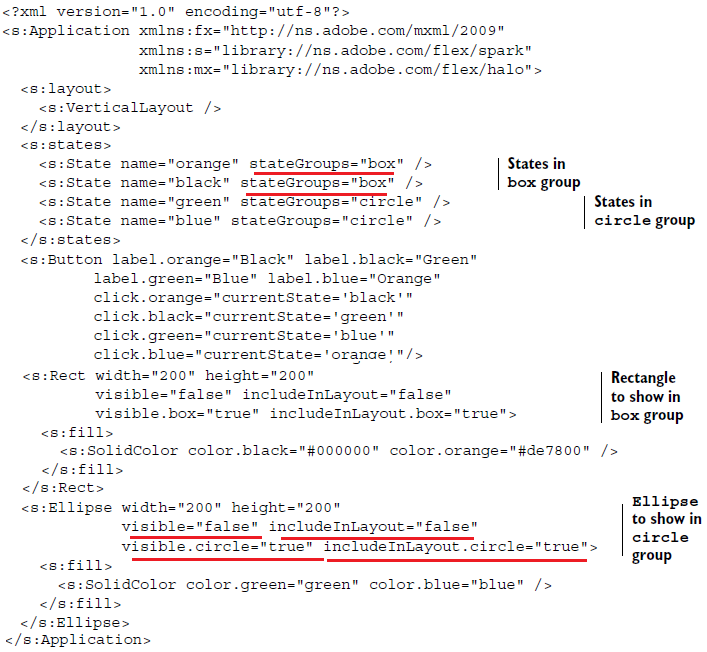 <?xml version="1.0" encoding="utf-8"?>
<s:Application xmlns:fx="http://ns.adobe.com/mxml/2009"
xmlns:s="library://ns.adobe.com/flex/spark"
xmlns:mx="library://ns.adobe.com/flex/halo">
<s:layout>
<s:VerticalLayout />
</s:layout>
<s:states>
<s:State name="orange" stateGroups="box" />
<s:State name="black" stateGroups="box" />
States in
box group
<s:State name="green" stateGroups="circle" />
<s:State name="blue" stateGroups="circle" />
States in
circle group
</s:states>
<s:Button label.orange="Black" label.black="Green"
label.green="Blue" label.blue="Orange"
click.orange="currentState='black'"
click.black="currentState='green'"
click.green="currentState='blue'"
click.blue="currentState='orange'"/>
<s:Rect width="200" height="200"
visible="false" includeInLayout="false"
visible.box="true" includeInLayout.box="true">
Rectangle
to show in
box group
<s:fill>
<s:SolidColor color.black="#000000" color.orange="#de7800" />
</s:fill>
</s:Rect>
<s:Ellipse width="200" height="200"
visible="false" includeInLayout="false"
visible.circle="true" includeInLayout.circle="true">
Ellipse
to show in
circle
group
<s:fill>
<s:SolidColor color.green="green" color.blue="blue" />
</s:fill>
</s:Ellipse>
</s:Application>